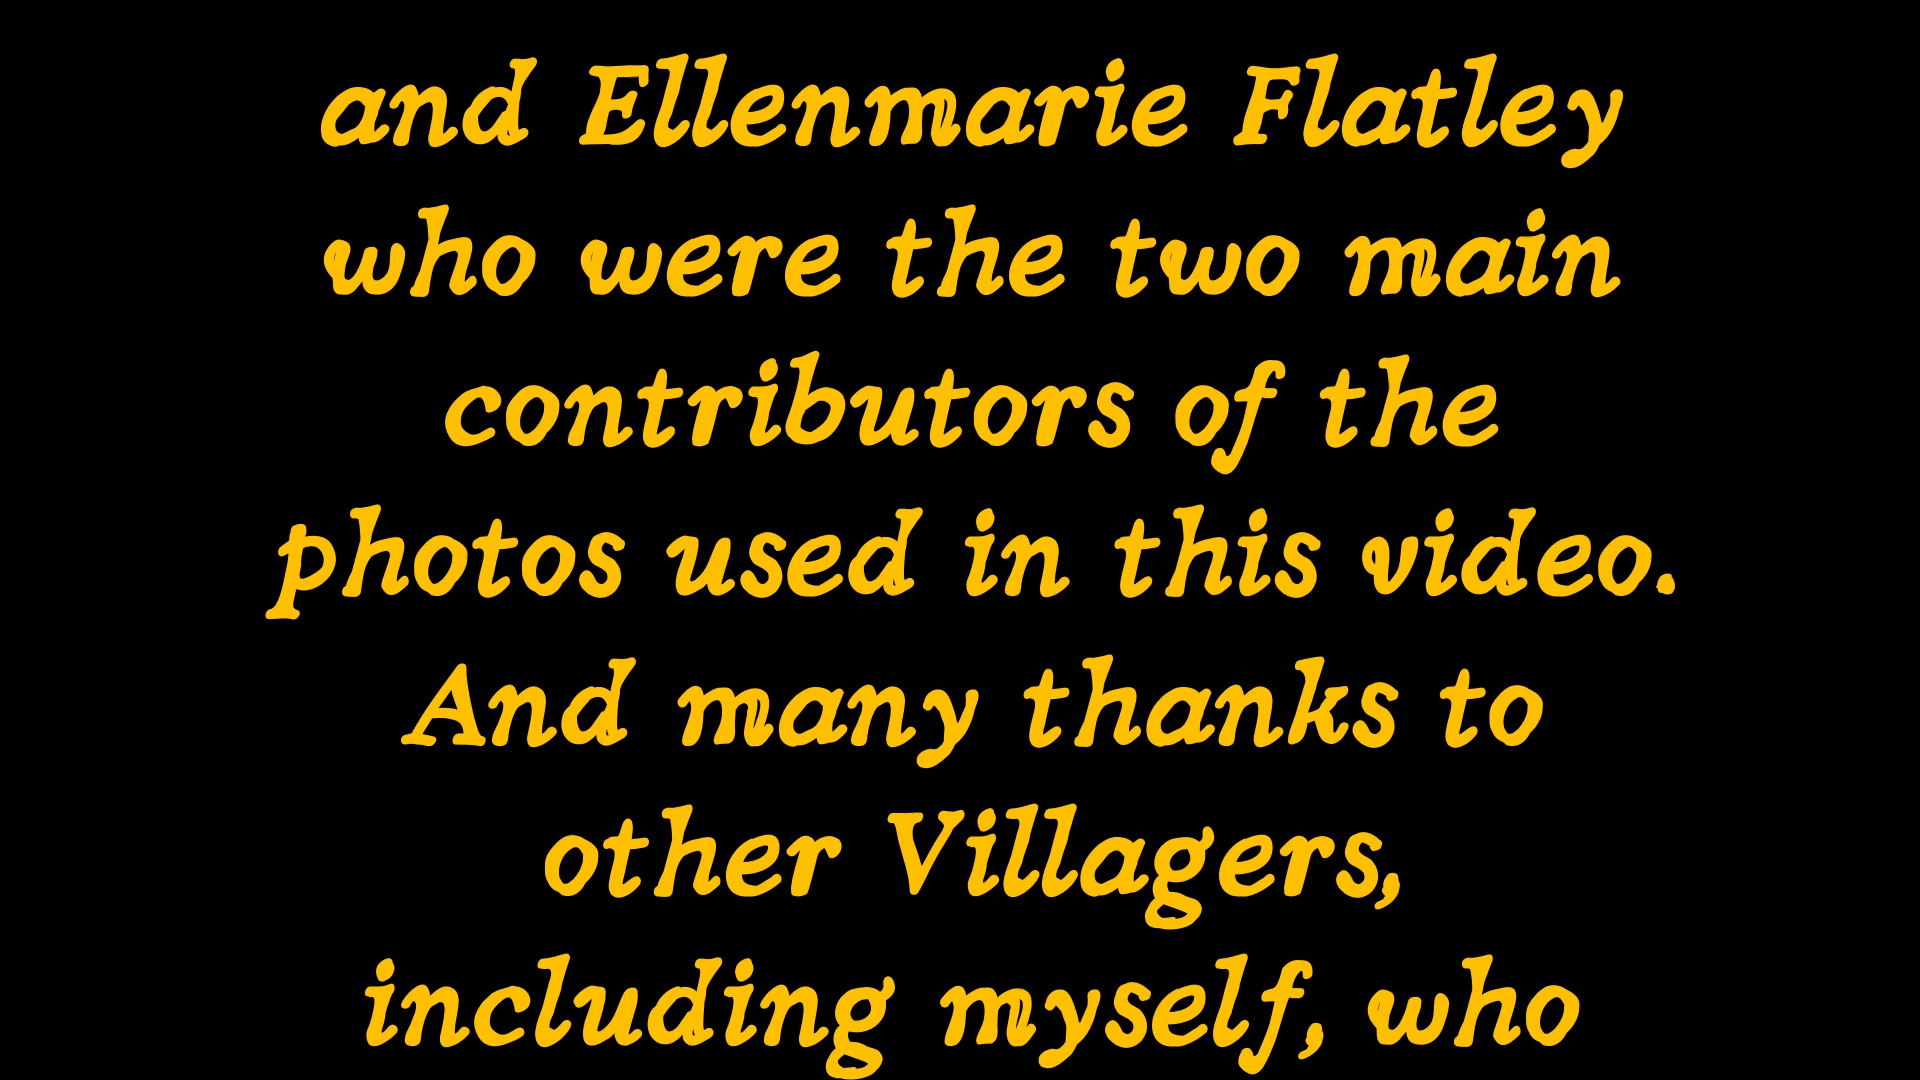 and Ellenmarie Flatley
who were the two main
contributors of the
photos used in this video.
And many thanks to
other Villagers,
including myself, who